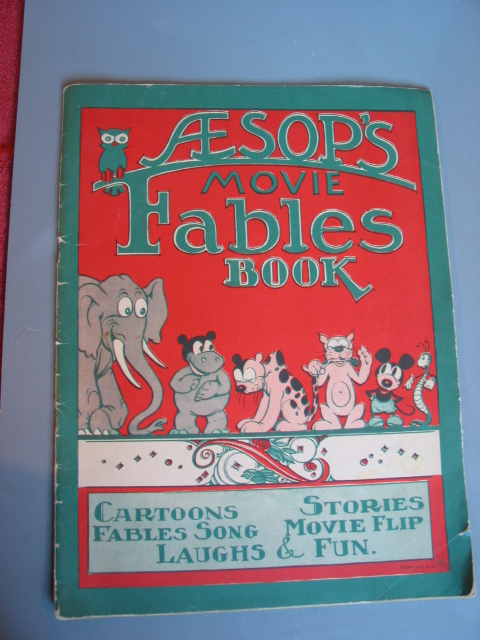 ÆSOP'S
MOVIE
Fables
BOOK
CARTOONS STORIES
FABLES SONG MOVIE FLIP
LAUGHS & FUN.